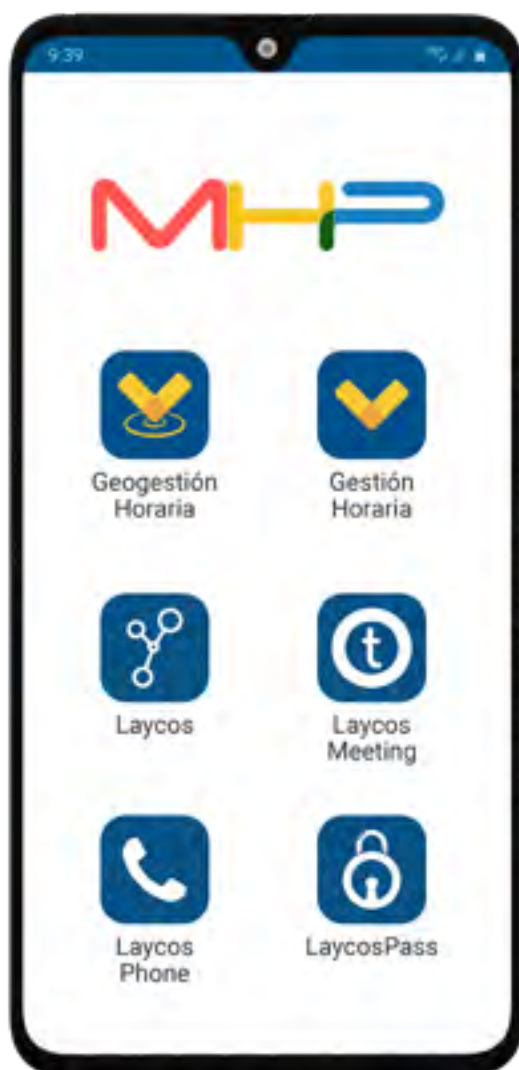 9:39
MHP
Geogestión
Horaria
Gestión
Horaria
Laycos
t
Laycos
Meeting
Laycos
Phone
LaycosPass